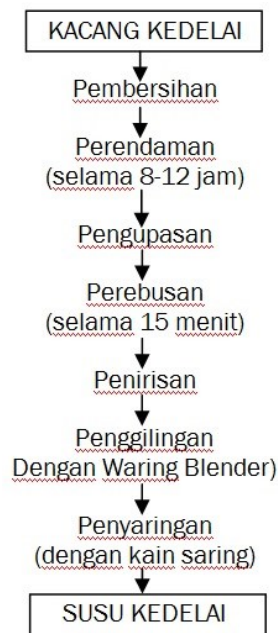 KACANG KEDELAI
Pembersihan
Perendaman
(selama 8-12 jam)
Pengupasan
Perebusan
(selama 15 menit)
Penirisan
Penggilingan
Dengan Waring Blender)
Penyaringan
(dengan kain saring)
SUSU KEDELAI